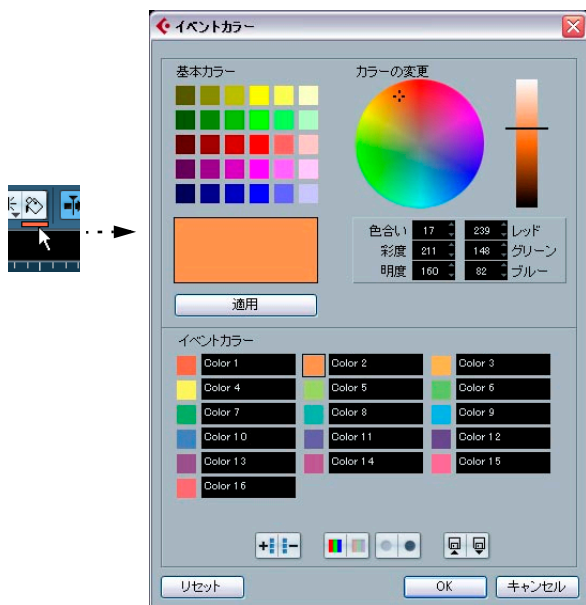 イベントカラー
基本カラー
カラーの変更
色合い 17 239 レッド
彩度 211 148 グリーン
明度 160 82 ブルー
適用
イベントカラー
Color 1 Color 2 Color 3
Color 4 Color 5 Color 6
Color 7 Color 8 Color 9
Color 10 Color 11 Color 12
Color 13 Color 14 Color 15
Color 16
リセット OK キャンセル